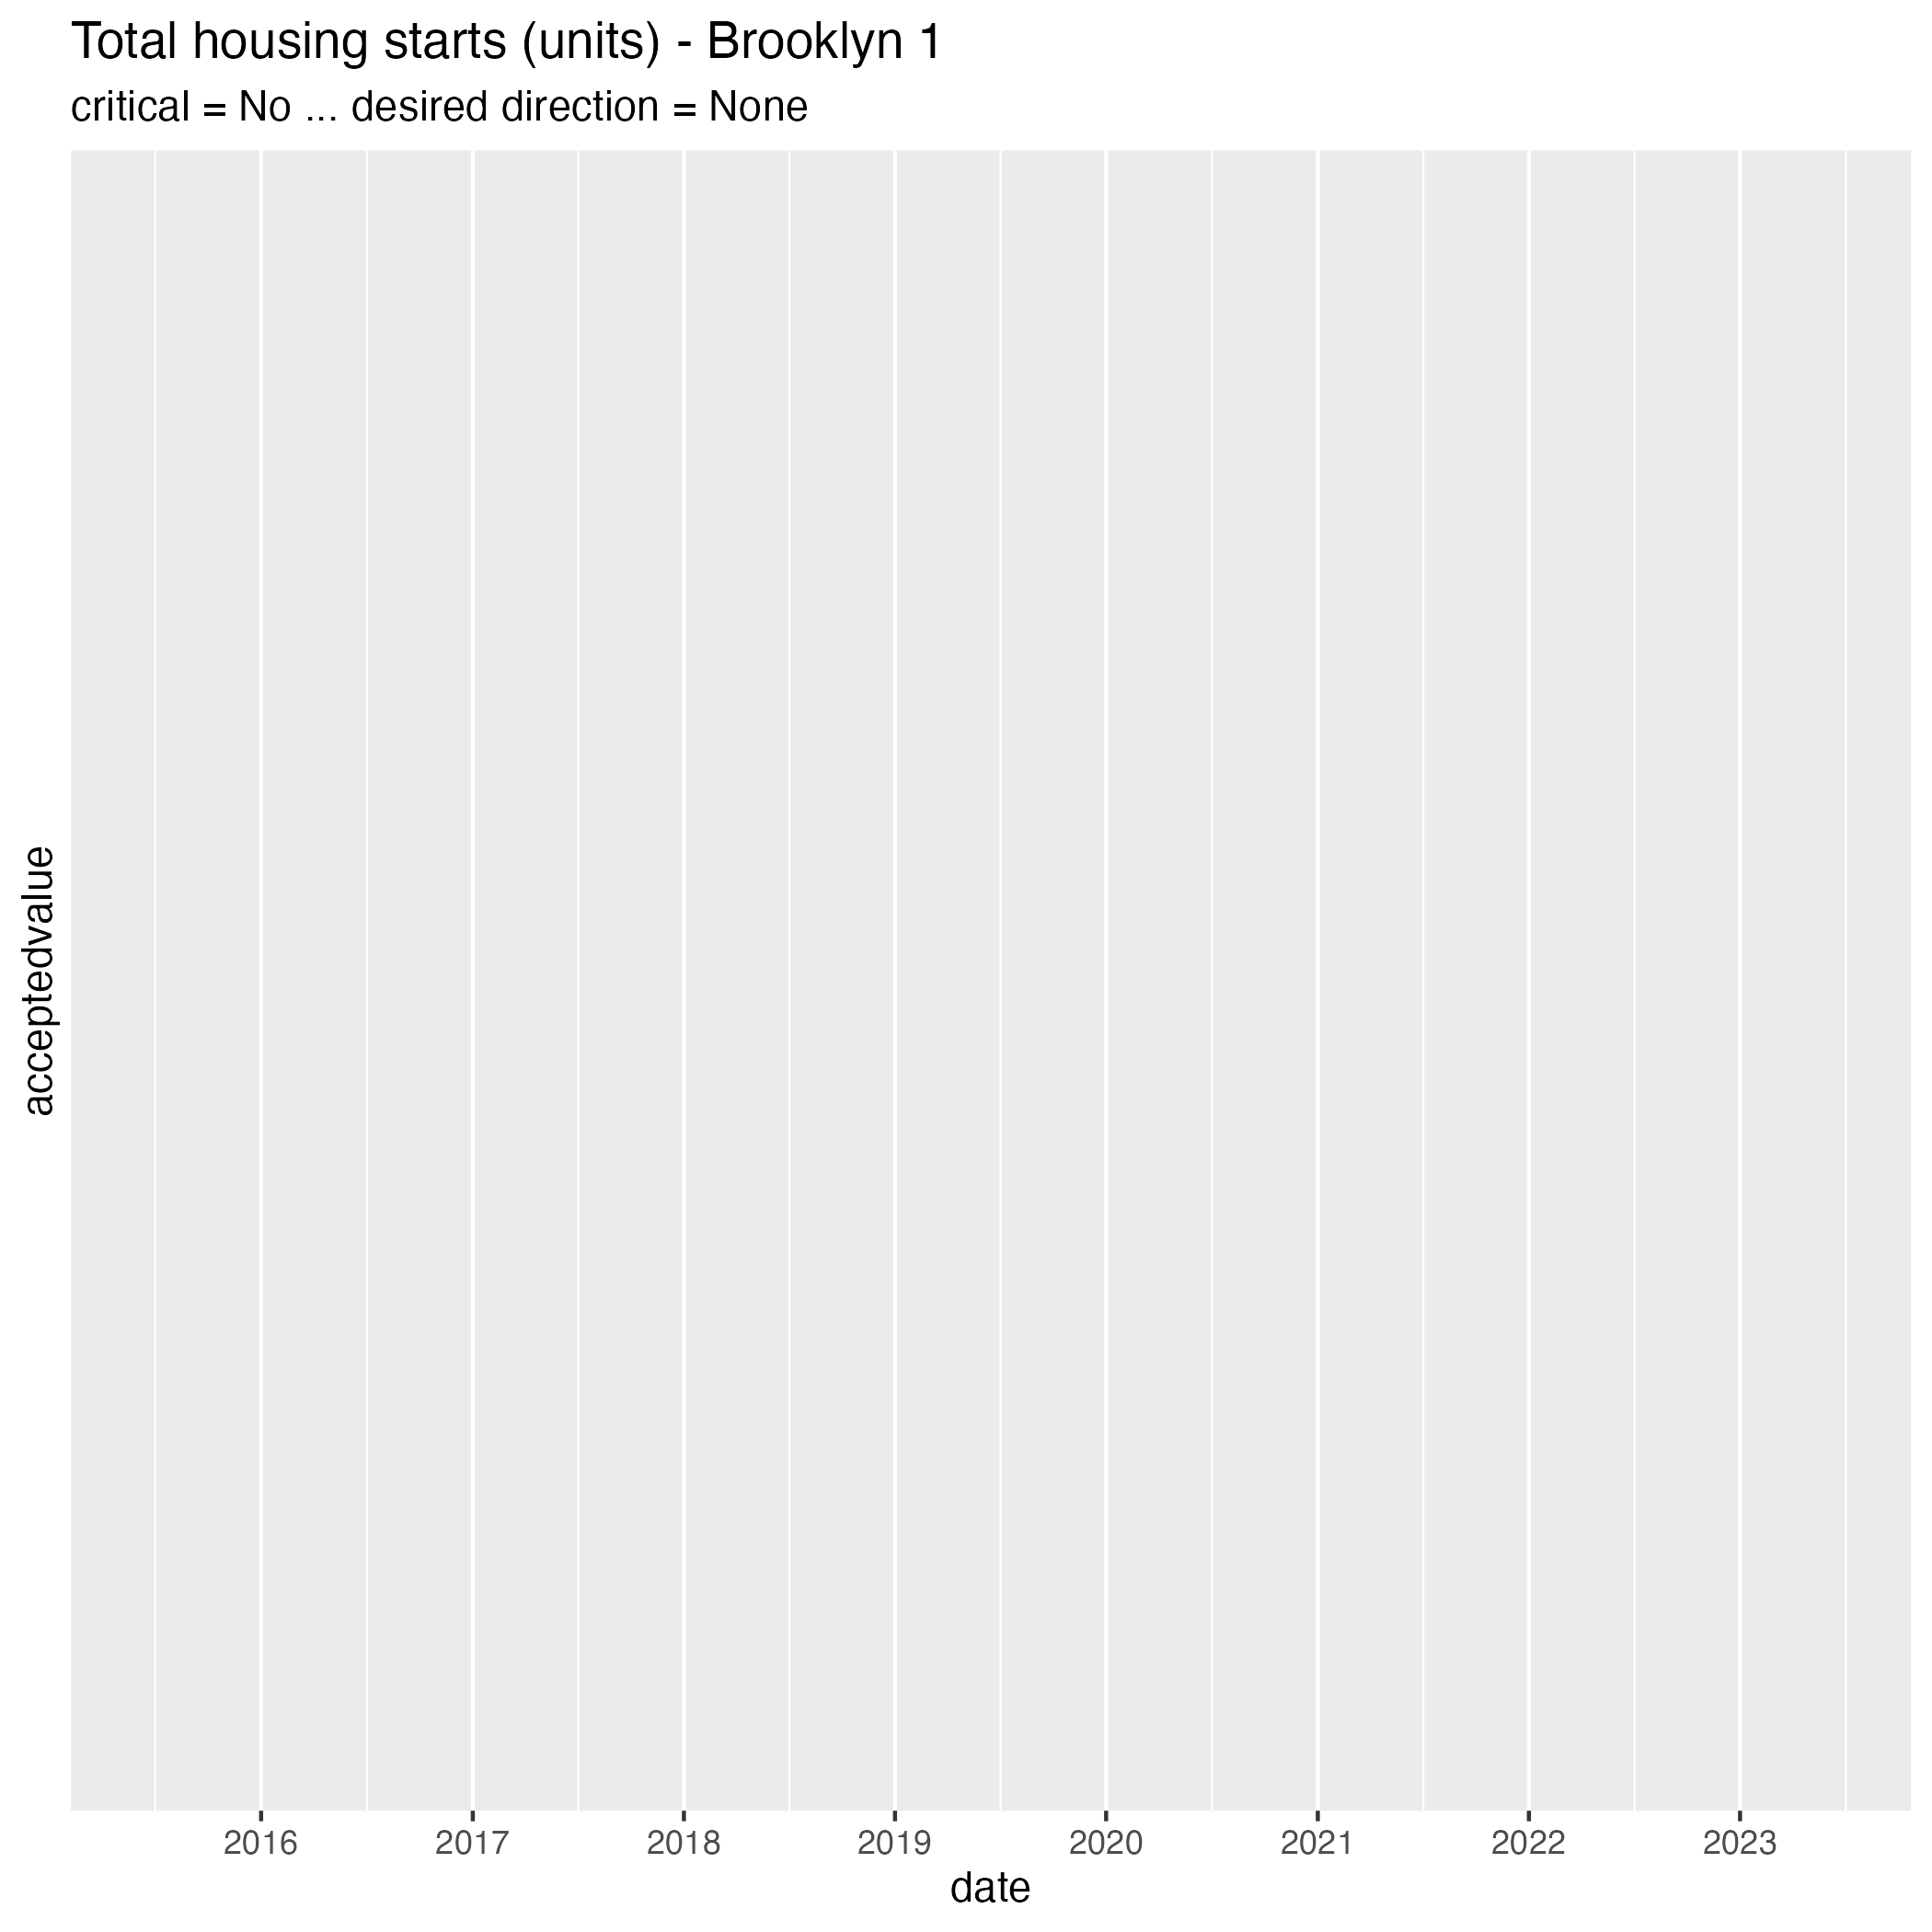 Total housing starts (units) - Brooklyn 1
critical = No ... desired direction = None
acceptedvalue
2016 2017 2018 2019 2020 2021 2022 2023
date